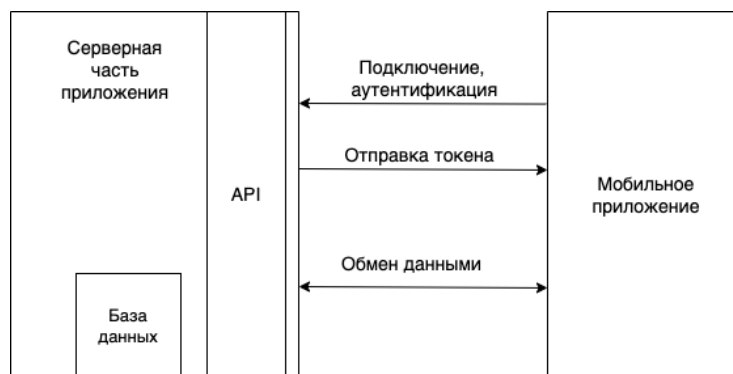 Серверная
часть
приложения
API
База
данных
Подключение,
аутентификация
Отправка токена
Обмен данными
Мобильное
приложение